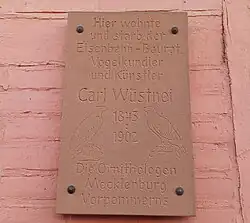 Hier wohnte
und starb der
Eisenbahn-Baurat
Vogelkundler
und Künstler
Carl Wüstnei
1843
1902
Die Ornithologen
Mecklenburg
Vorpommerns